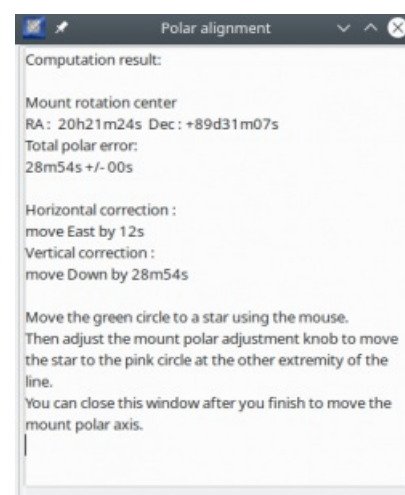 Polar alignment
Computation result:
Mount rotation center
RA : 20h21m24s Dec : +89d31m07s
Total polar error:
28m54s +/- 00s
Horizontal correction :
move East by 12s
Vertical correction :
move Down by 28m54s
Move the green circle to a star using the mouse.
Then adjust the mount polar adjustment knob to move
the star to the pink circle at the other extremity of the
line.
You can close this window after you finish to move the
mount polar axis.